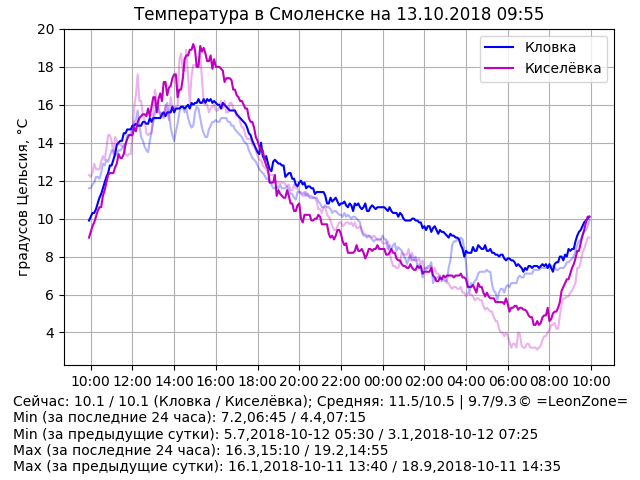 Температура в Смоленске на 13.10.2018 09:55
градусов Цельсия, °C
20
18
16
14
12
10
8
6
4
Кловка
Киселёвка
10:00 12:00 14:00 16:00 18:00 20:00 22:00 00:00 02:00 04:00 06:00 08:00 10:00
Сейчас: 10.1 / 10.1 (Кловка / Киселёвка); Средняя: 11.5/10.5 | 9.7/9.3© =LeonZone=
Min (за последние 24 часа): 7.2,06:45 / 4.4,07:15
Min (за предыдущие сутки): 5.7,2018-10-12 05:30 / 3.1,2018-10-12 07:25
Max (за последние 24 часа): 16.3,15:10 / 19.2,14:55
Max (за предыдущие сутки): 16.1,2018-10-11 13:40 / 18.9,2018-10-11 14:35